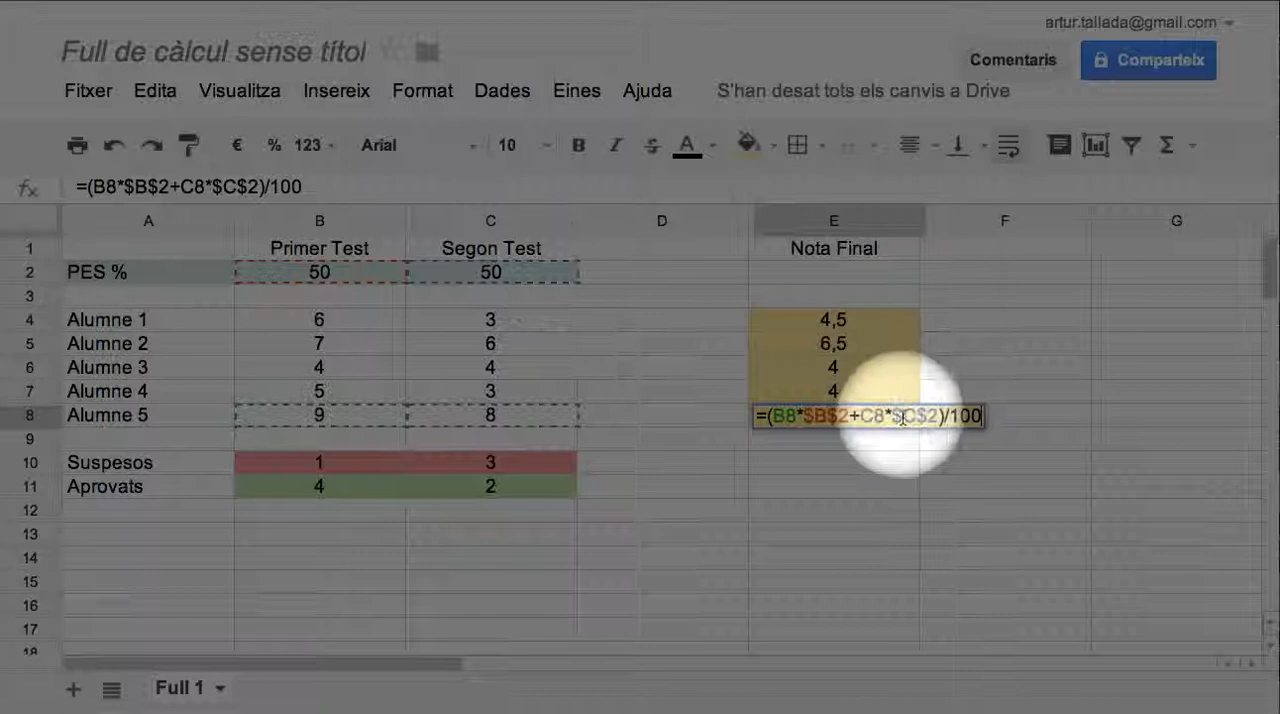 artur.tallada@gmail.com
Full de càlcul sense títol
Comentaris
Comparteix
Fitxer Edita Visualitza Insereix Format Dades Eines Ajuda S'han desat tots els canvis a Drive
€ % 123 Arial 10 B I S A Σ
fx =(B8*$B$2+C8*$C$2)/100
A B C D E F G
1 Primer Test Segon Test Nota Final
2 PES % 50 50
3
4 Alumne 1 6 3 4,5
5 Alumne 2 7 6 6,5
6 Alumne 3 4 4 4
7 Alumne 4 5 3 4
8 Alumne 5 9 8 =(B8*$B$2+C8*$C$2)/100
9
10 Suspesos 1 3
11 Aprovats 4 2
12
13
14
15
16
17
18
+ Full 1